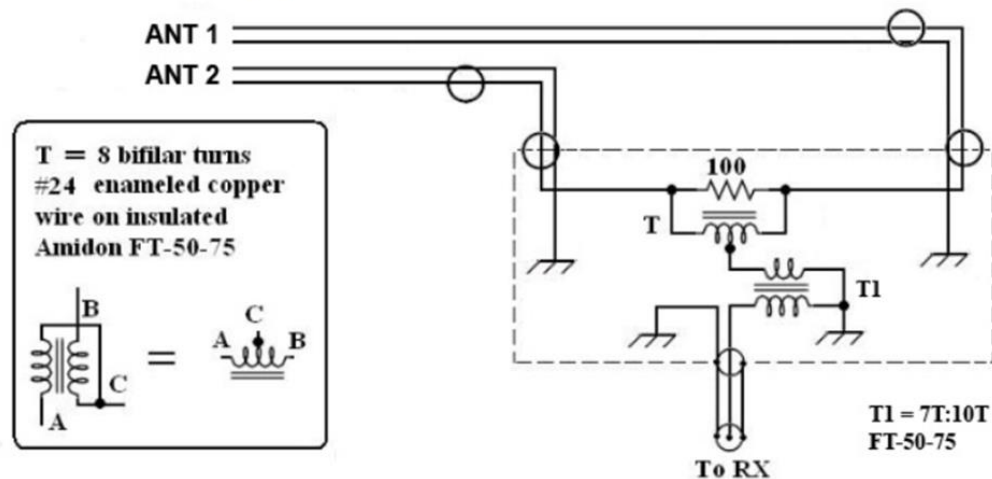 ANT 1
ANT 2
T = 8 bifilar turns
#24 enameled copper
wire on insulated
Amidon FT-50-75
B
C
A
=
A
C
B
100
T
T1
T1 = 7T:10T
FT-50-75
To RX